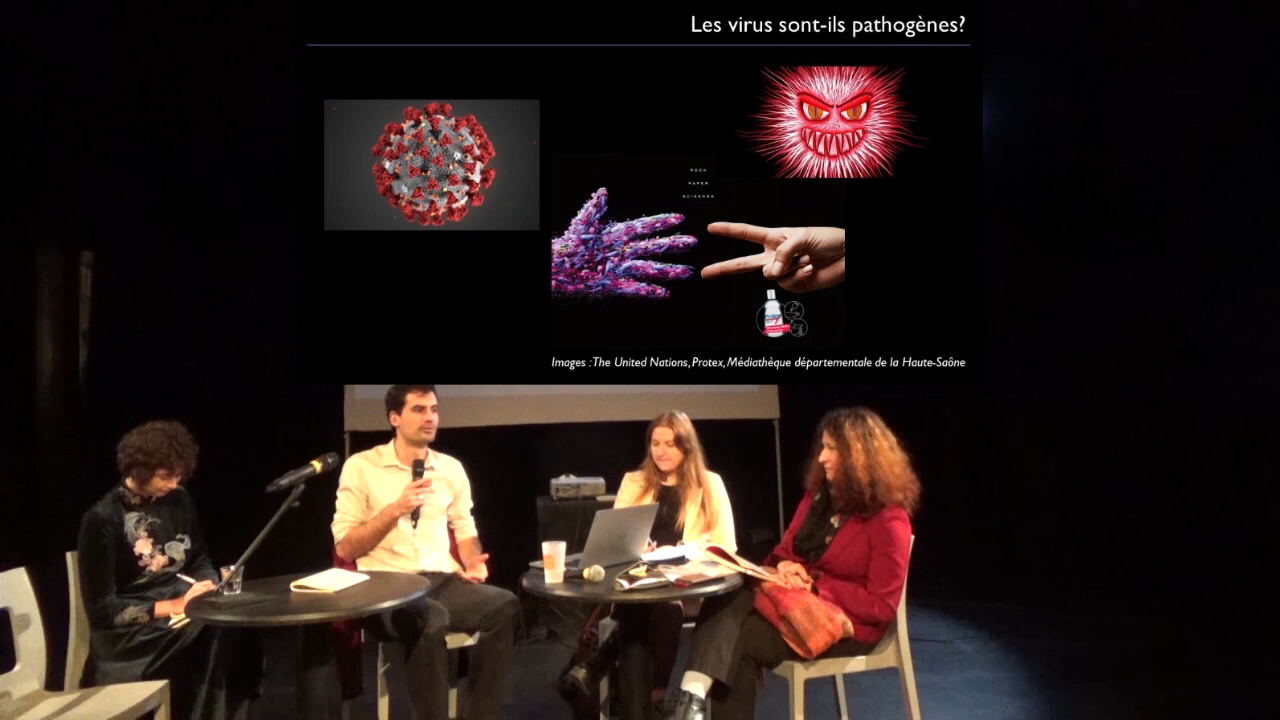 Les virus sont-ils pathogènes?
ROCK
PAPER
SCISSORS
Images : The United Nations, Protex, Médiathèque départementale de la Haute-Saône